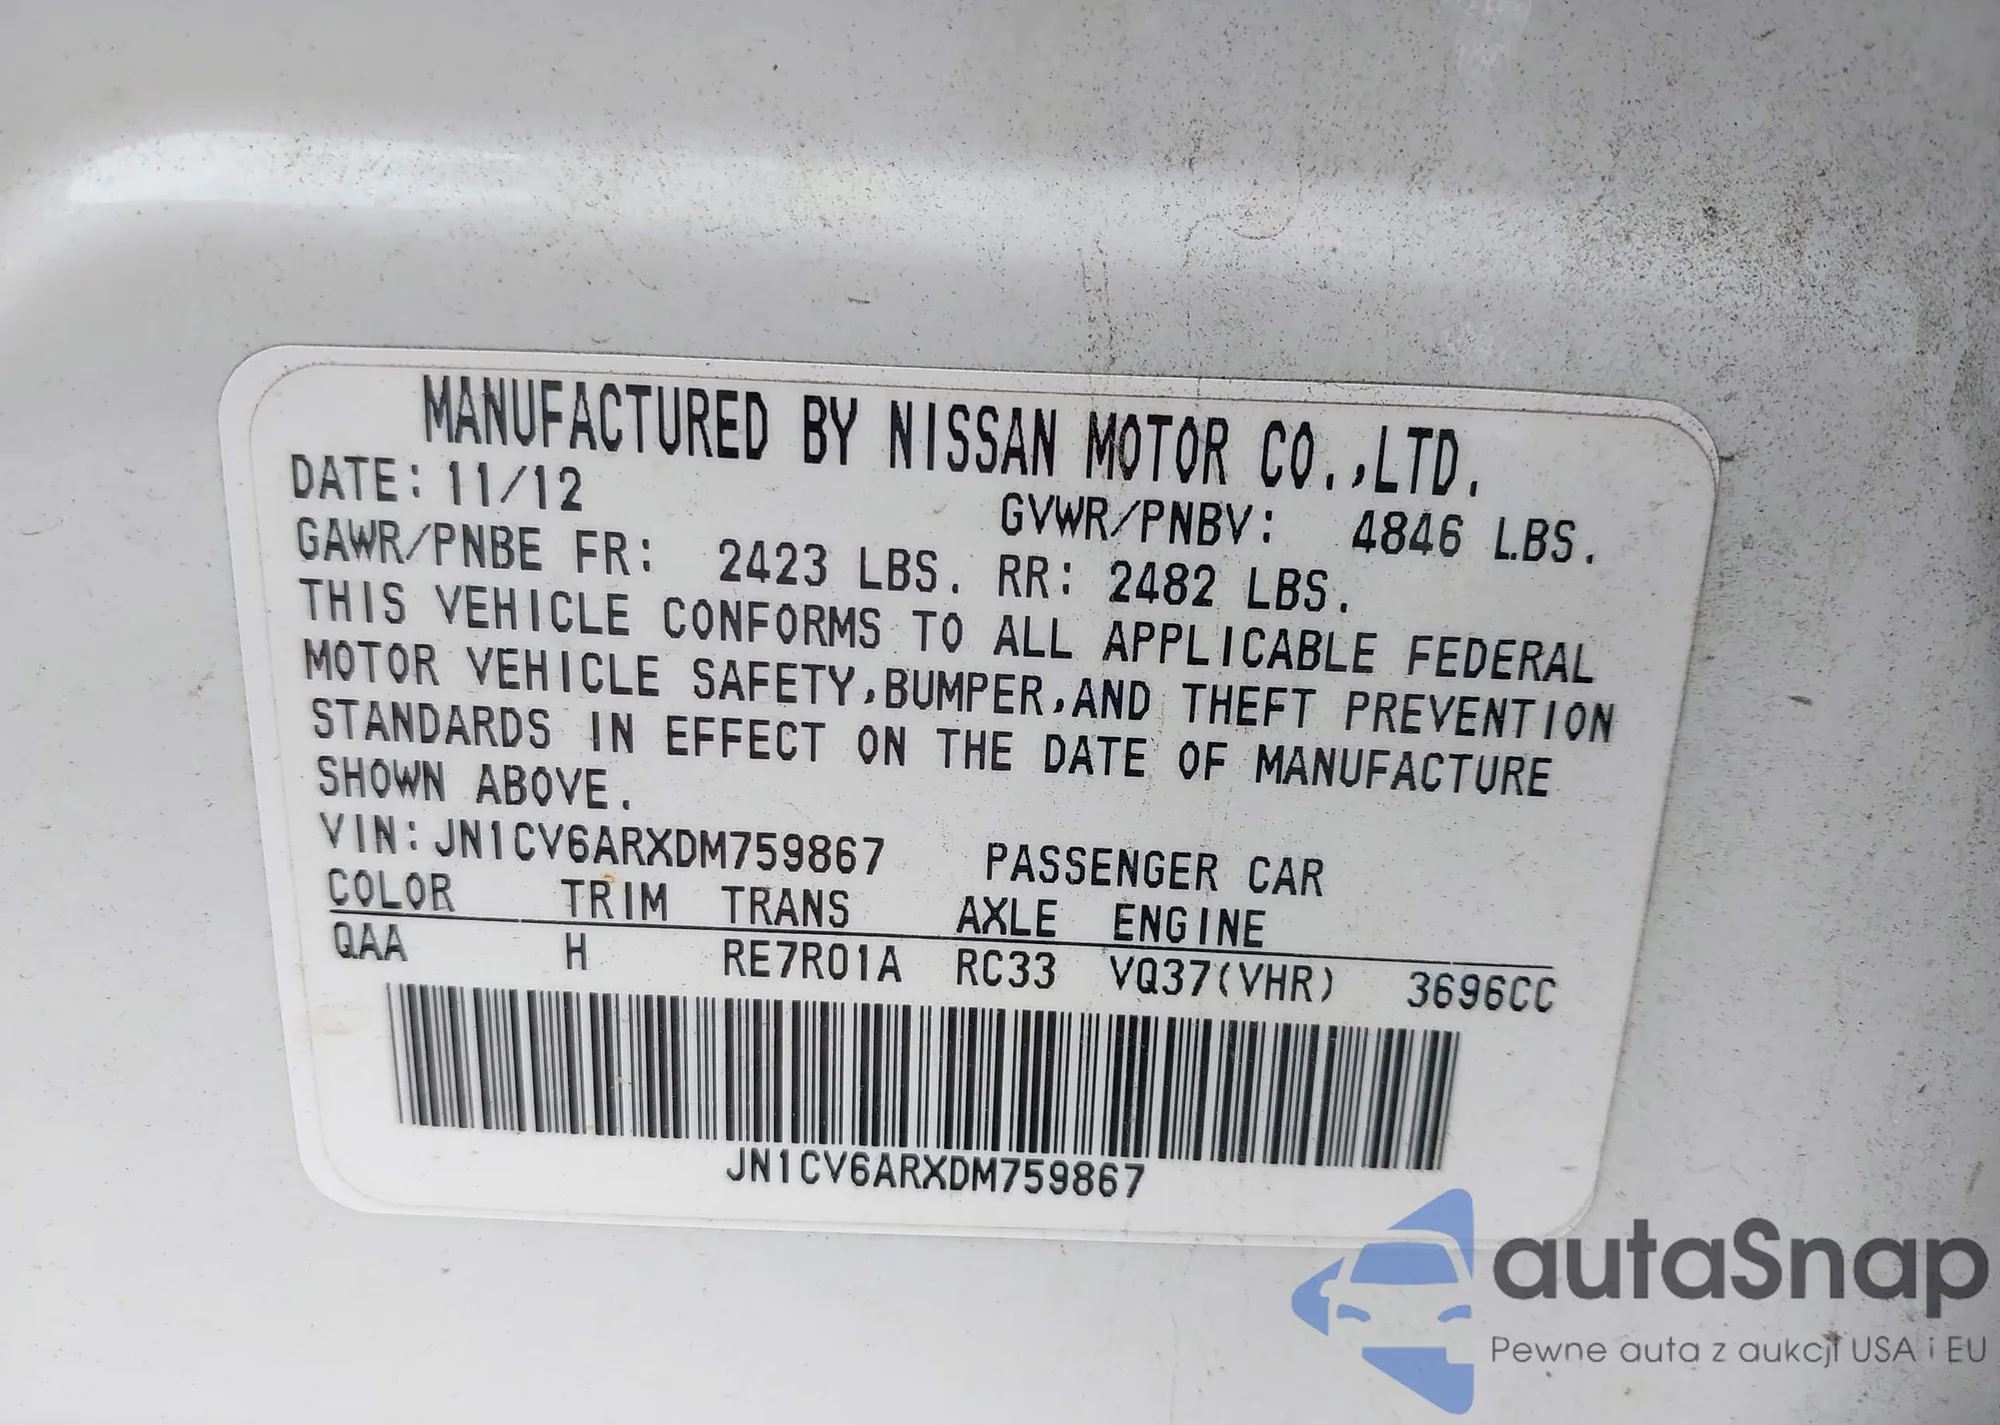 MANUFACTURED BY NISSAN MOTOR CO.,LTD.
DATE: 11/12 GVWR/PNBV: 4846 LBS.
GAWR/PNBE FR: 2423 LBS. RR: 2482 LBS.
THIS VEHICLE CONFORMS TO ALL APPLICABLE FEDERAL
MOTOR VEHICLE SAFETY,BUMPER,AND THEFT PREVENTION
STANDARDS IN EFFECT ON THE DATE OF MANUFACTURE
SHOWN ABOVE.
VIN: JN1CV6ARXDM759867 PASSENGER CAR
COLOR TRIM TRANS AXLE ENGINE
QAA H RE7R01A RC33 VQ37(VHR) 3696CC
JN1CV6ARXDM759867
autaSnap
Pewne auta z aukcji USA i EU